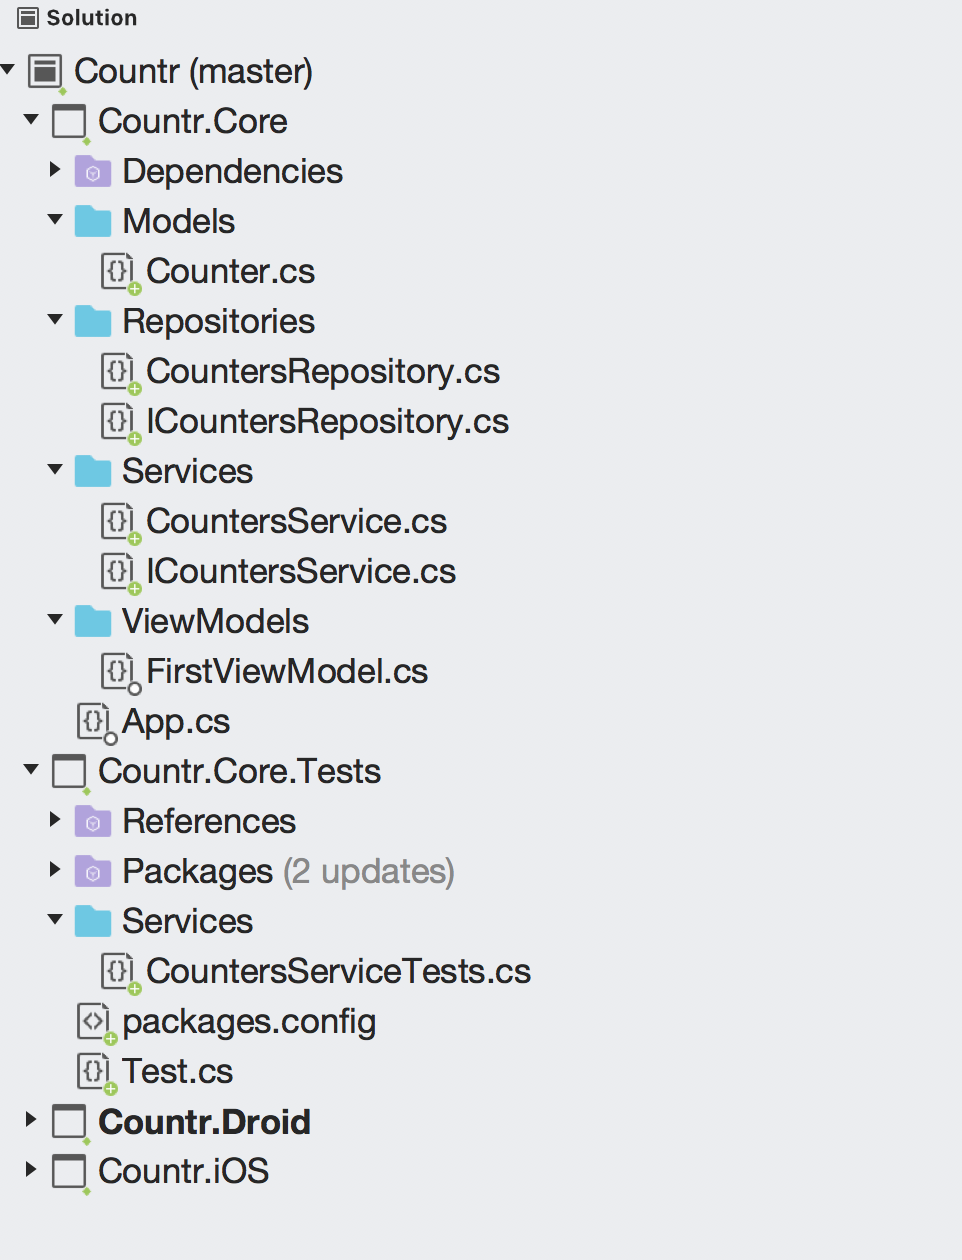 Solution
Countr (master)
Countr.Core
Dependencies
Models
Counter.cs
Repositories
CountersRepository.cs
ICountersRepository.cs
Services
CountersService.cs
ICountersService.cs
ViewModels
FirstViewModel.cs
App.cs
Countr.Core.Tests
References
Packages (2 updates)
Services
CountersServiceTests.cs
packages.config
Test.cs
Countr.Droid
Countr.iOS